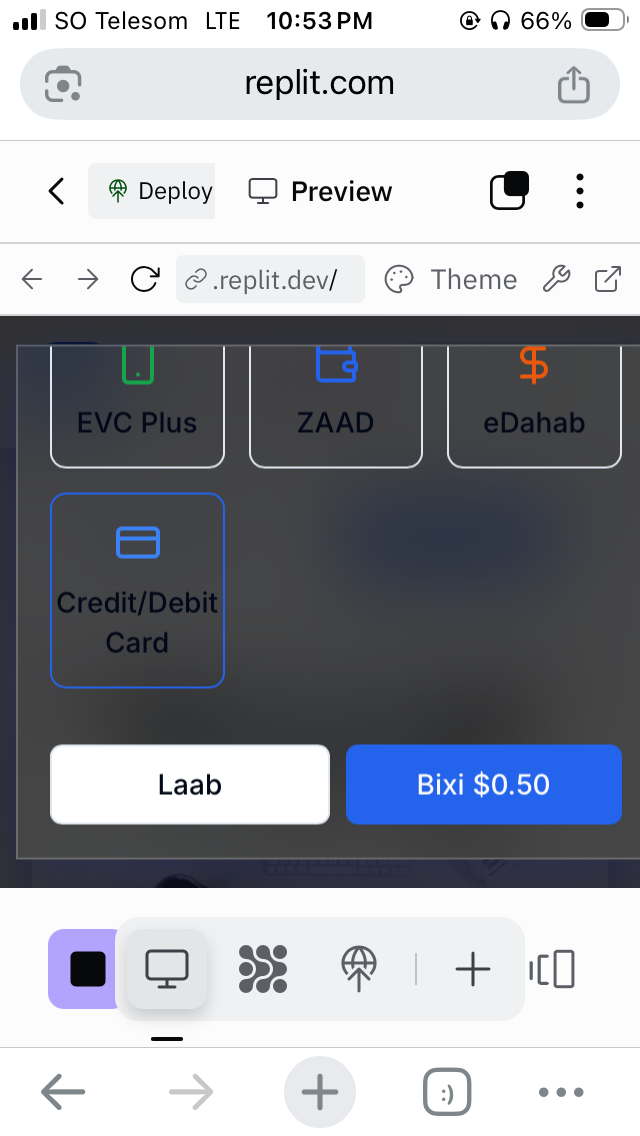 SO Telesom LTE 10:53 PM 66%
replit.com
Deploy Preview
.replit.dev/ Theme
EVC Plus ZAAD eDahab
Credit/Debit
Card
Laab Bixi $0.50
:)